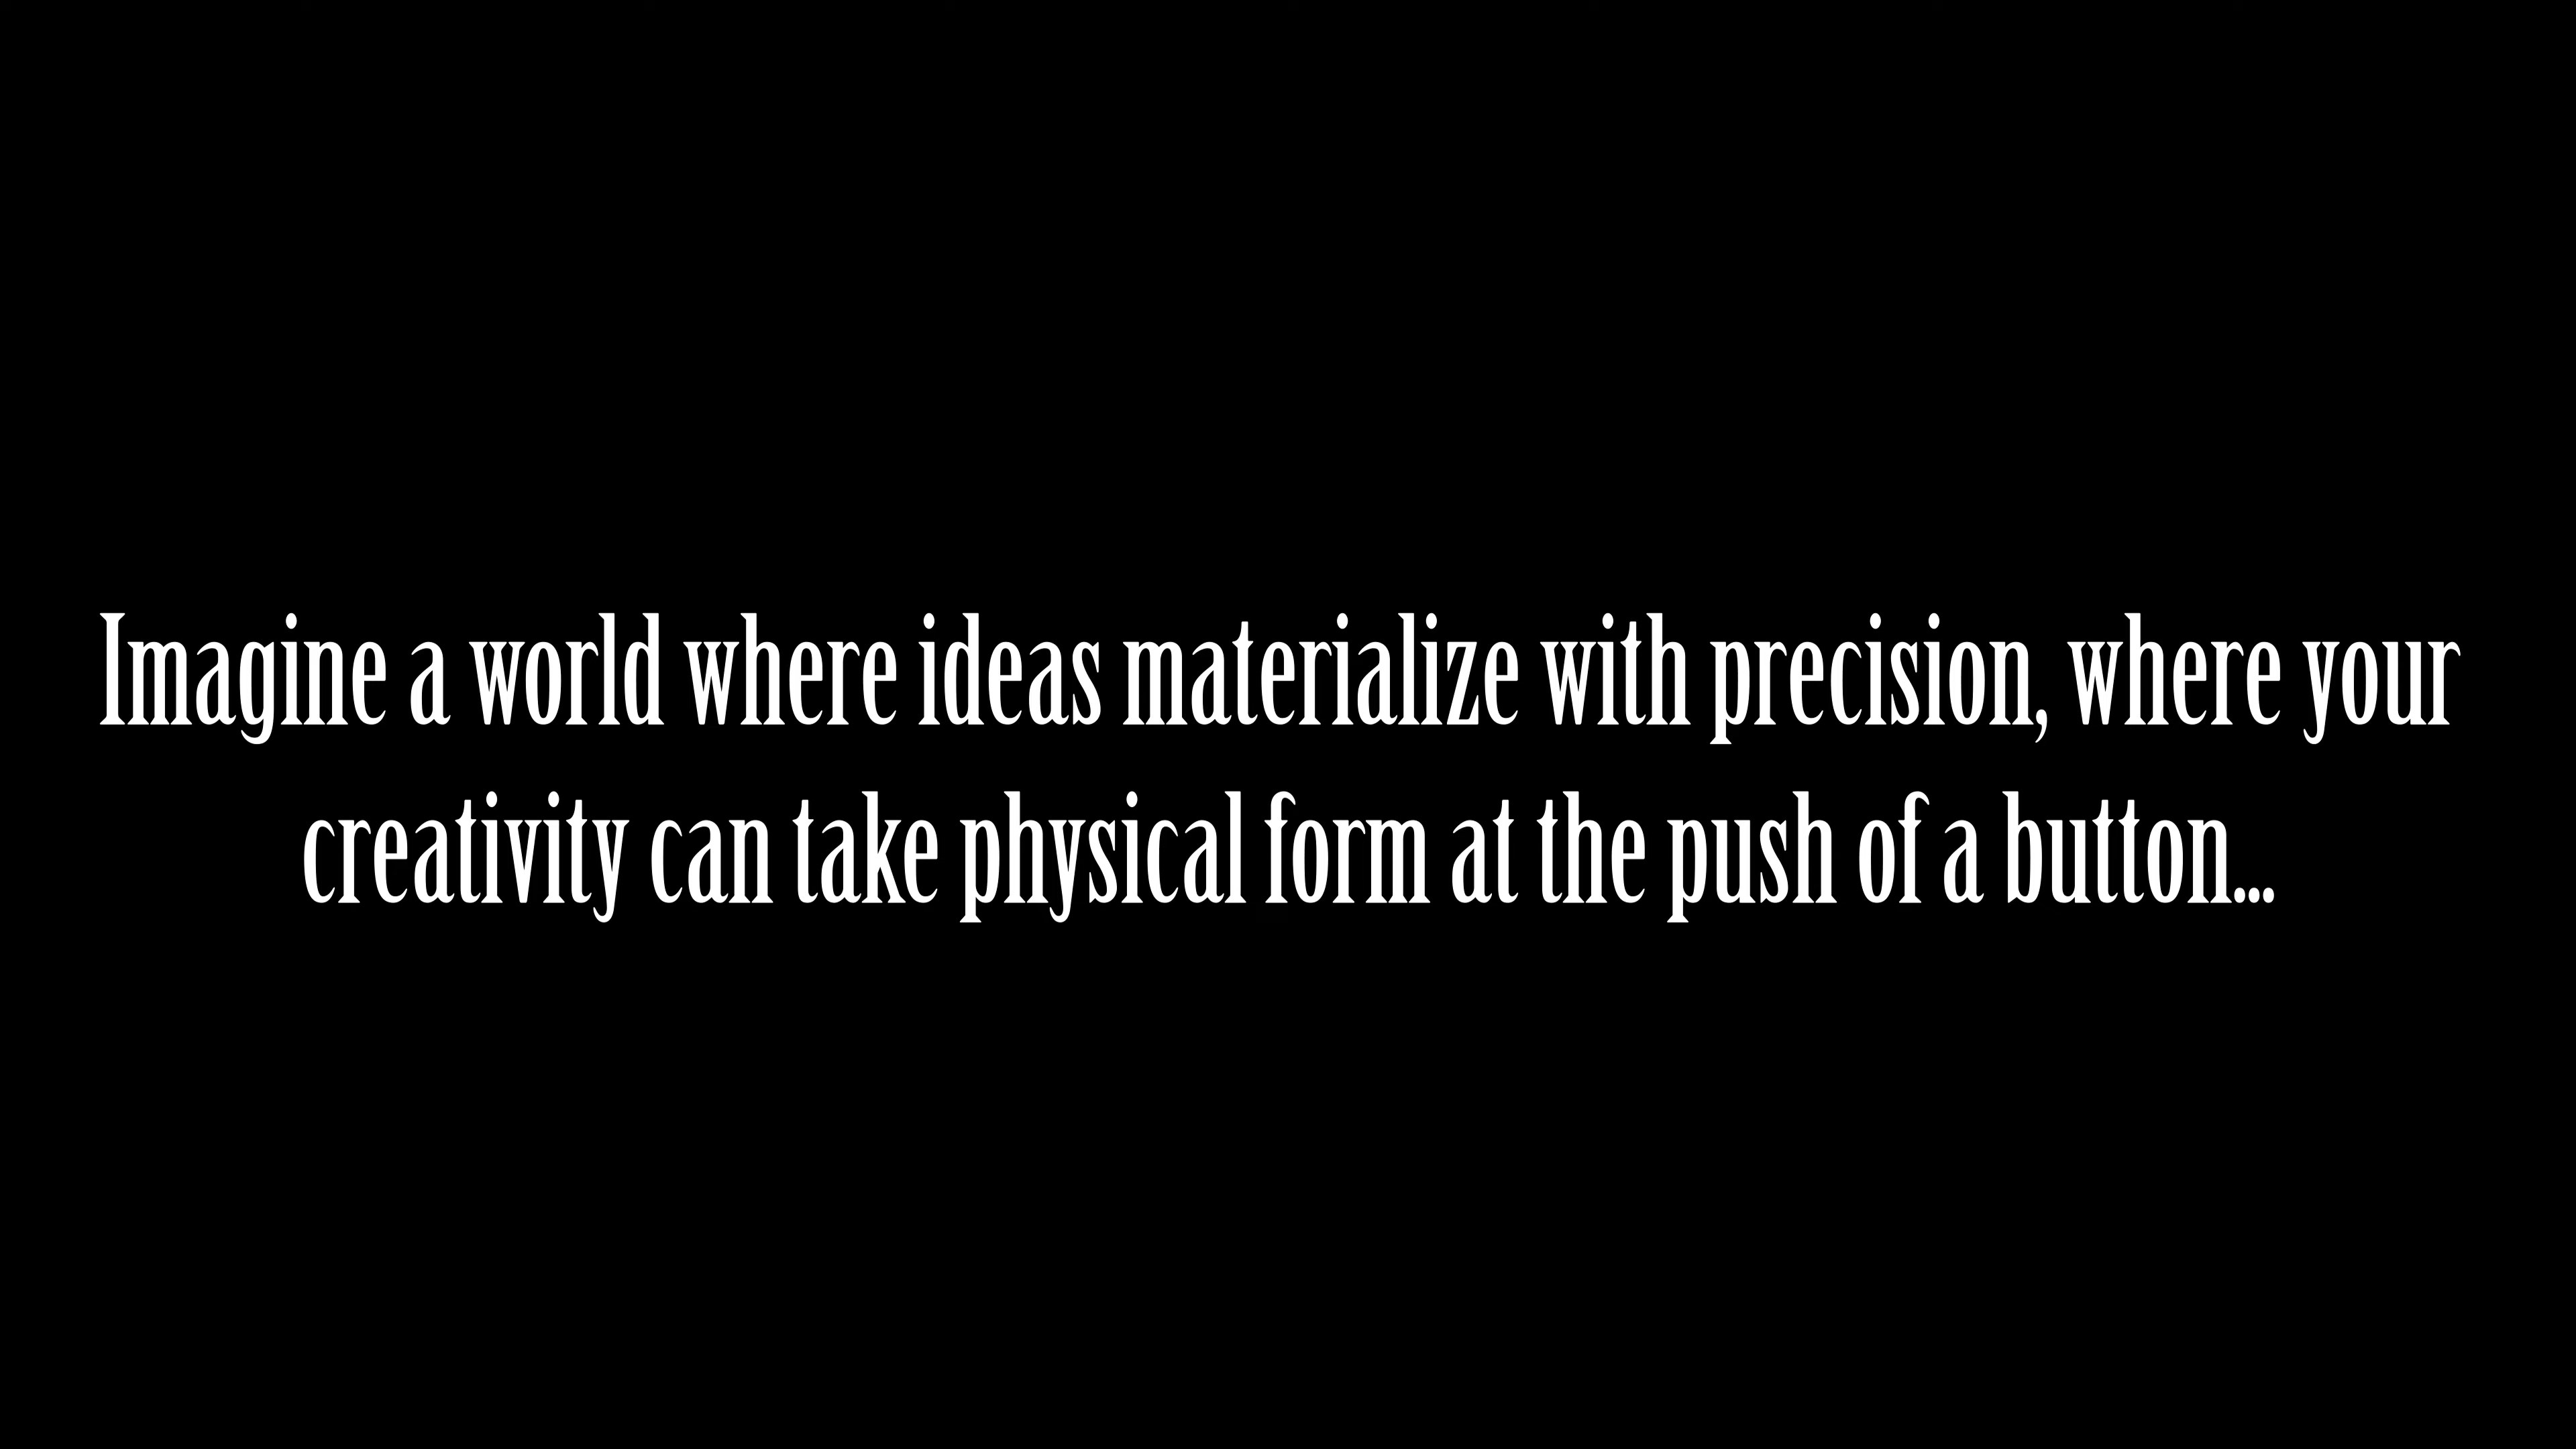 Imagine a world where ideas materialize with precision, where your
creativity can take physical form at the push of a button...